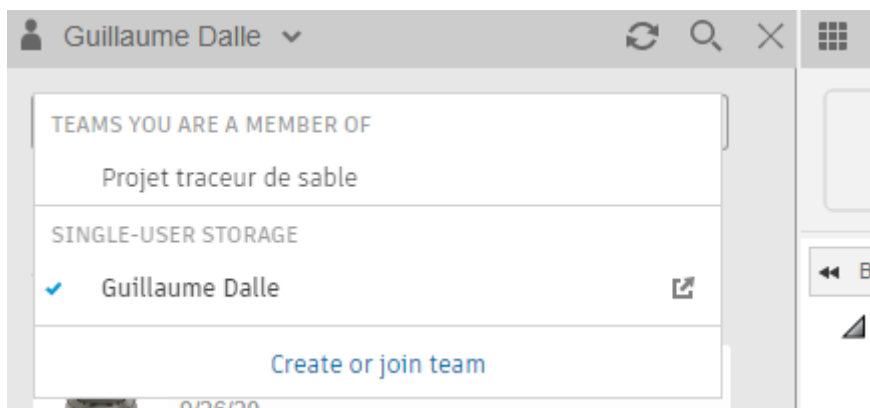 Guillaume Dalle
TEAMS YOU ARE A MEMBER OF
Projet traceur de sable
SINGLE-USER STORAGE
Guillaume Dalle
B
Create or join team